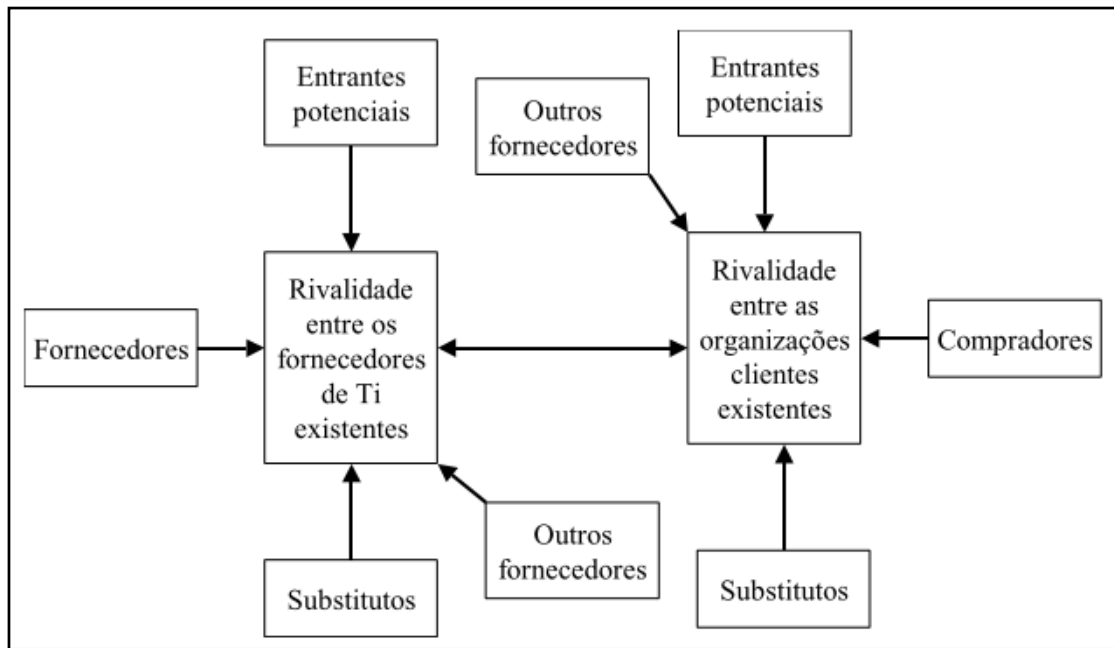 Entrantes
potenciais
Outros
fornecedores
Entrantes
potenciais
Fornecedores
Rivalidade
entre os
fornecedores
de Ti
existentes
Rivalidade
entre as
organizações
clientes
existentes
Compradores
Outros
fornecedores
Substitutos
Substitutos